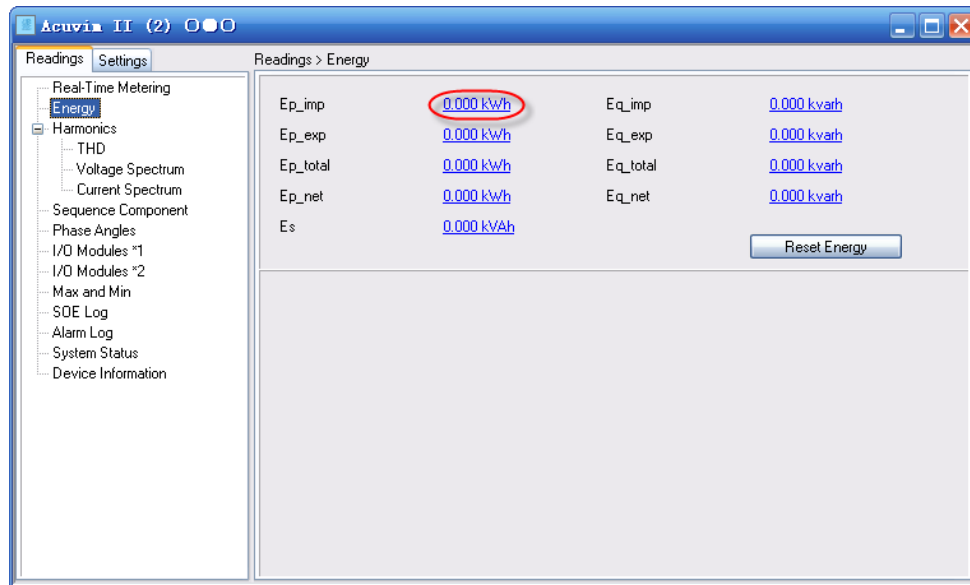 Acuvim II (2)
Readings Settings
Readings > Energy
Real-Time Metering
Energy
Harmonics
THD
Voltage Spectrum
Current Spectrum
Sequence Component
Phase Angles
I/O Modules *1
I/O Modules *2
Max and Min
SOE Log
Alarm Log
System Status
Device Information
Ep_imp 0.000 kWh Eq_imp 0.000 kvarh
Ep_exp 0.000 kWh Eq_exp 0.000 kvarh
Ep_total 0.000 kWh Eq_total 0.000 kvarh
Ep_net 0.000 kWh Eq_net 0.000 kvarh
Es 0.000 kVAh
Reset Energy